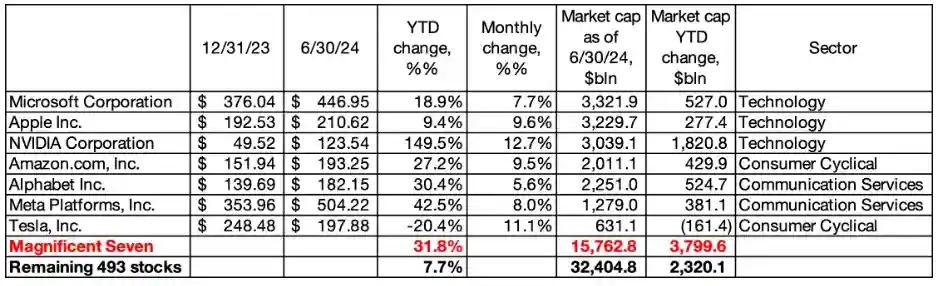 12/31/23 6/30/24 YTD change, %% Monthly change, %% Market cap as of 6/30/24, $bln Market cap YTD change, $bln Sector
Microsoft Corporation $ 376.04 $ 446.95 18.9% 7.7% 3,321.9 527.0 Technology
Apple Inc. $ 192.53 $ 210.62 9.4% 9.6% 3,229.7 277.4 Technology
NVIDIA Corporation $ 49.52 $ 123.54 149.5% 12.7% 3,039.1 1,820.8 Technology
Amazon.com, Inc. $ 151.94 $ 193.25 27.2% 9.5% 2,011.1 429.9 Consumer Cyclical
Alphabet Inc. $ 139.69 $ 182.15 30.4% 5.6% 2,251.0 524.7 Communication Services
Meta Platforms, Inc. $ 353.96 $ 504.22 42.5% 8.0% 1,279.0 381.1 Communication Services
Tesla, Inc. $ 248.48 $ 197.88 -20.4% 11.1% 631.1 (161.4) Consumer Cyclical
Magnificent Seven 31.8% 15,762.8 3,799.6
Remaining 493 stocks 7.7% 32,404.8 2,320.1